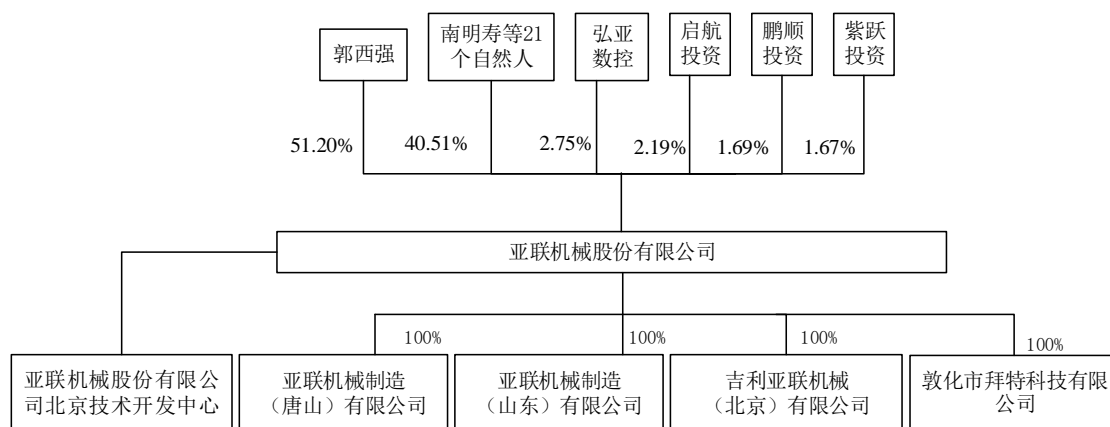 郭西强
南明寿等21
个自然人
弘亚
数控
启航
投资
鹏顺
投资
紫跃
投资
51.20%
40.51%
2.75%
2.19%
1.69%
1.67%
亚联机械股份有限公司
100%
100%
100%
100%
亚联机械股份有限公
司北京技术开发中心
亚联机械制造
（唐山）有限公司
亚联机械制造
（山东）有限公司
吉利亚联机械
（北京）有限公司
敦化市拜特科技有限
公司